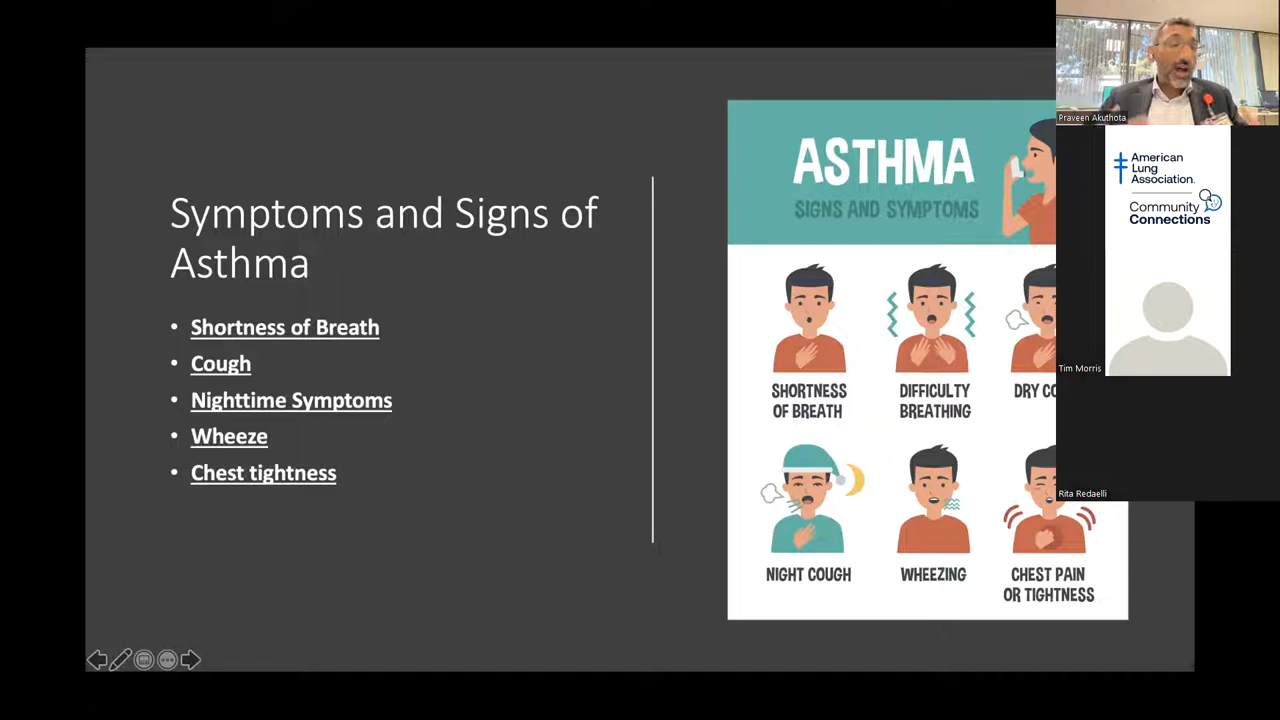 Symptoms and Signs of
Asthma
• Shortness of Breath
• Cough
• Nighttime Symptoms
• Wheeze
• Chest tightness
ASTHMA
SIGNS AND SYMPTOMS
SHORTNESS
OF BREATH
DIFFICULTY
BREATHING
DRY CO
NIGHT COUGH
WHEEZING
CHEST PAIN
OR TIGHTNESS
Praveen Akuthota
American
Lung
Association.
Community
Connections
Tim Morris
Rita Redaelli